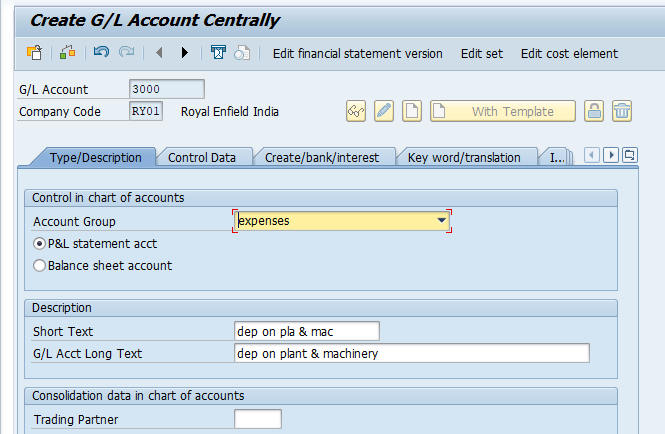 Create G/L Account Centrally
Edit financial statement version Edit set Edit cost element
G/L Account 3000
Company Code RY01 Royal Enfield India
With Template
Type/Description Control Data Create/bank/interest Key word/translation I...
Control in chart of accounts
Account Group expenses
P&L statement acct
Balance sheet account
Description
Short Text dep on pla & mac
G/L Acct Long Text dep on plant & machinery
Consolidation data in chart of accounts
Trading Partner